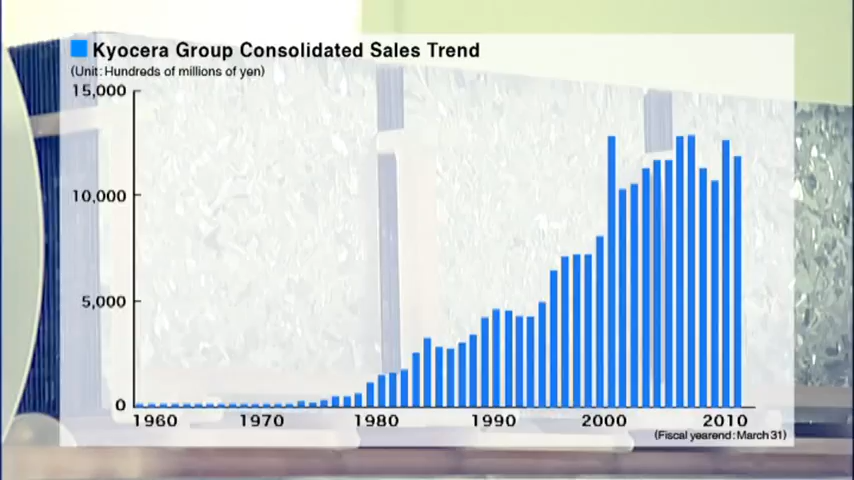 Kyocera Group Consolidated Sales Trend
(Unit: Hundreds of millions of yen)
15,000
10,000
5,000
0
1960 1970 1980 1990 2000 2010
(Fiscal yearend: March 31)